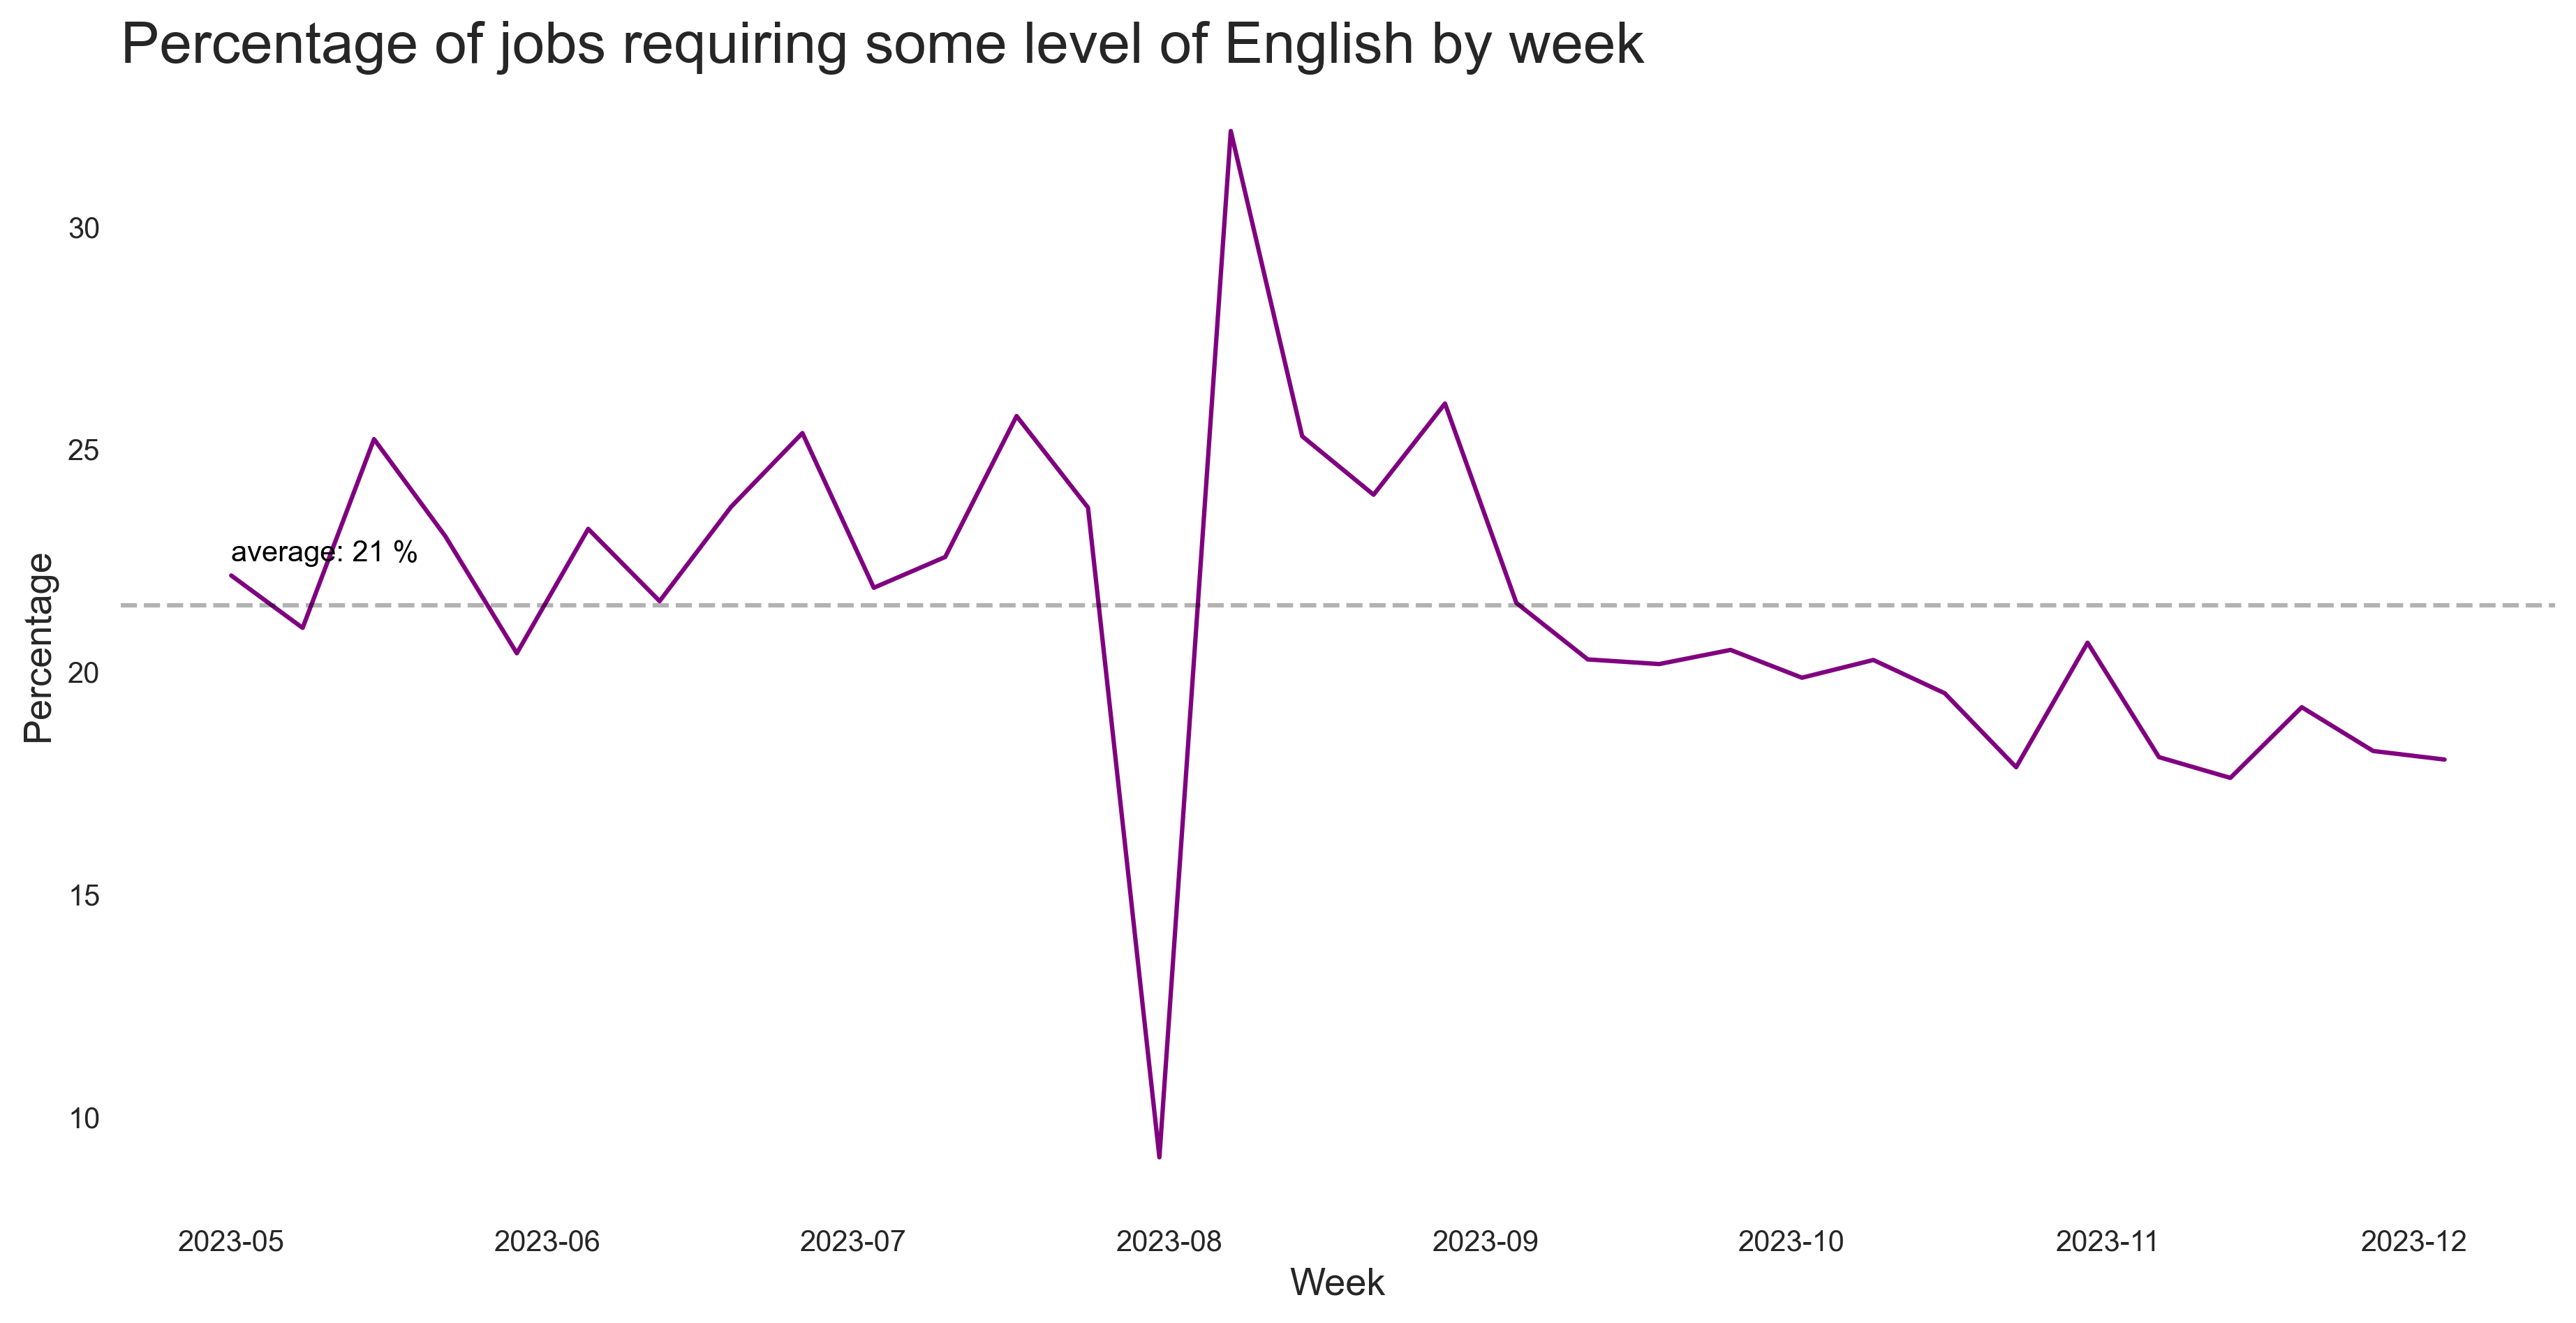 Percentage of jobs requiring some level of English by week
30
25
average: 21 %
20
15
10
Percentage
2023-05 2023-06 2023-07 2023-08 2023-09 2023-10 2023-11 2023-12
Week